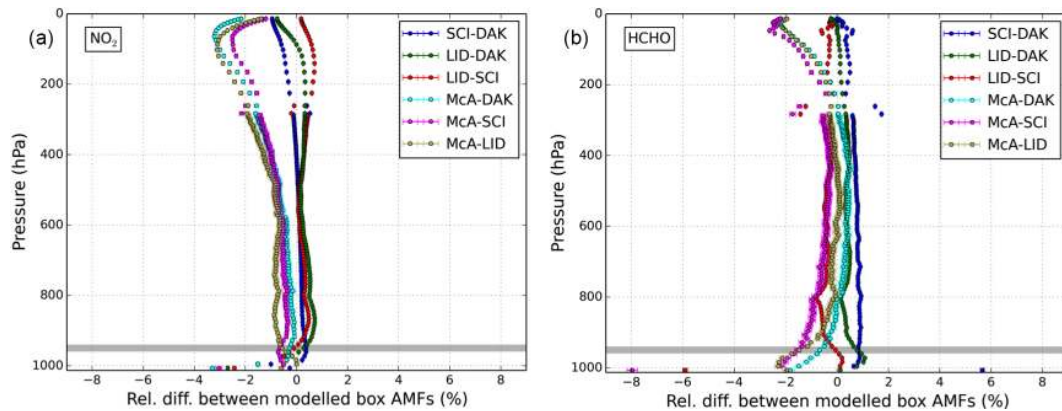 (a)
NO2
Pressure (hPa)
0
200
400
600
800
1000
−8 −6 −4 −2 0 2 4 6 8
Rel. diff. between modelled box AMFs (%)
SCI-DAK
LID-DAK
LID-SCI
McA-DAK
McA-SCI
McA-LID
(b)
HCHO
Pressure (hPa)
0
200
400
600
800
1000
−8 −6 −4 −2 0 2 4 6 8
Rel. diff. between modelled box AMFs (%)
SCI-DAK
LID-DAK
LID-SCI
McA-DAK
McA-SCI
McA-LID